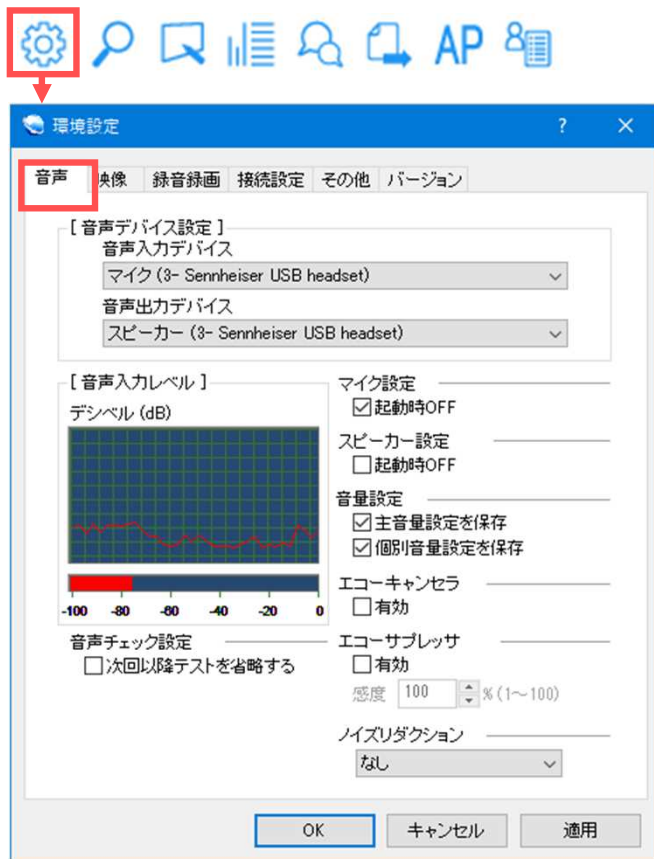 AP
環境設定
? ×
音声 映像 録音録画 接続設定 その他 バージョン
[ 音声デバイス設定 ]
音声入力デバイス
マイク (3- Sennheiser USB headset)
音声出力デバイス
スピーカー (3- Sennheiser USB headset)
[ 音声入力レベル ]
デシベル (dB)
-100 -80 -60 -40 -20 0
音声チェック設定
次回以降テストを省略する
マイク設定
起動時OFF
スピーカー設定
起動時OFF
音量設定
主音量設定を保存
個別音量設定を保存
エコーキャンセラ
有効
エコーサプレッサ
有効
感度 100 % (1～100)
ノイズリダクション
なし
OK キャンセル 適用